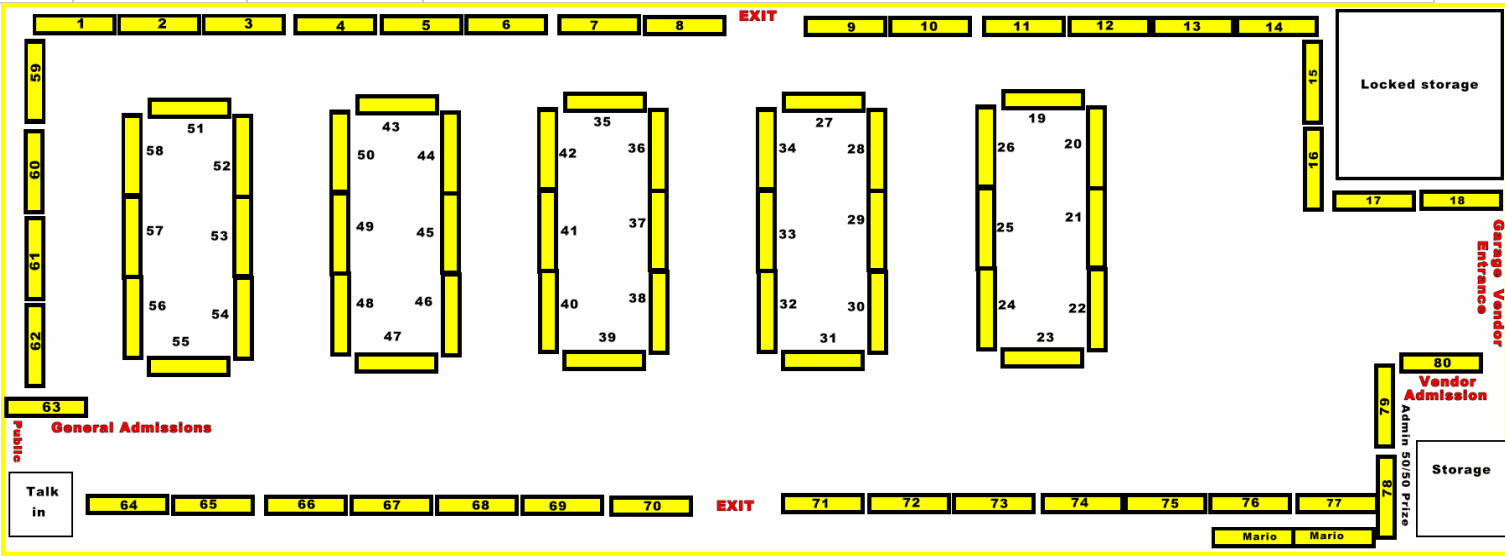 1 2 3 4 5 6 7 8 EXIT 9 10 11 12 13 14
59
15
Locked storage
51 43 35 27 19
58 52 50 44 42 36 34 28 26 20
60
16
17 18
57 53 49 45 41 37 33 29 25 21
61
Garage Vendor
Entrance
56 54 48 46 40 38 32 30 24 22
62
55 47 39 31 23
80
Vendor
Admission
63
79
General Admissions
Public
Admin 50/50 Prize
Storage
Talk
in
64 65 66 67 68 69 70 EXIT 71 72 73 74 75 76 77
78
Mario Mario